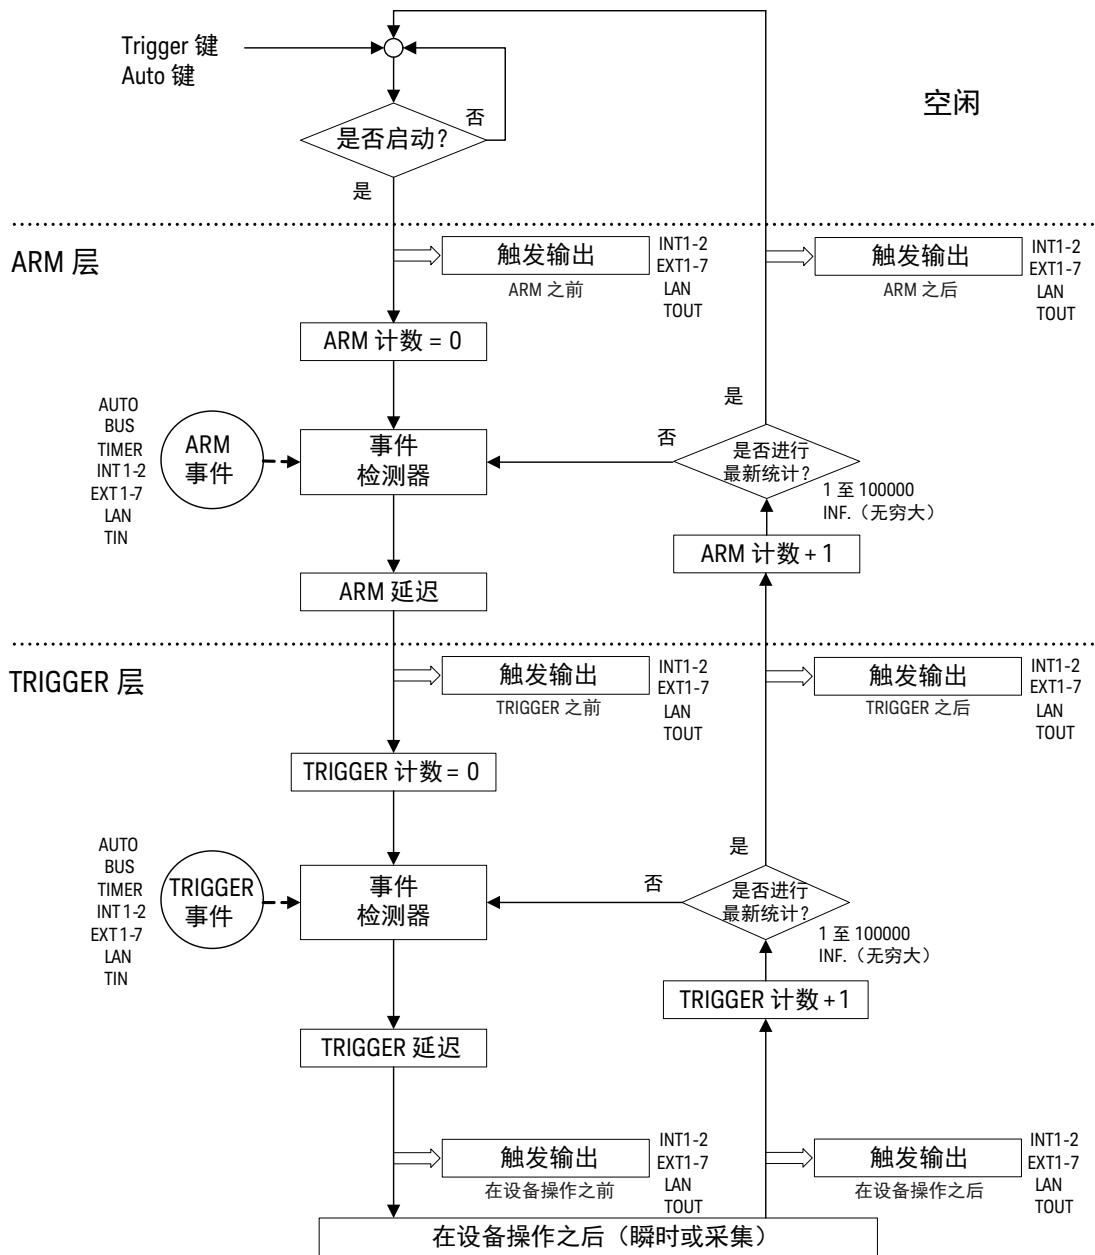 Trigger 键
Auto 键
空闲
否
是否启动?
是
ARM 层
触发输出
ARM 之前
INT1-2
EXT1-7
LAN
TOUT
触发输出
ARM 之后
INT1-2
EXT1-7
LAN
TOUT
ARM 计数 = 0
AUTO
BUS
TIMER
INT 1-2
EXT 1-7
LAN
TIN
ARM
事件
事件
检测器
否
是
是否进行
最新统计?
1 至 100000
INF.（无穷大）
ARM 计数 + 1
ARM 延迟
TRIGGER 层
触发输出
TRIGGER 之前
INT1-2
EXT1-7
LAN
TOUT
触发输出
TRIGGER 之后
INT1-2
EXT1-7
LAN
TOUT
TRIGGER 计数 = 0
AUTO
BUS
TIMER
INT 1-2
EXT 1-7
LAN
TIN
TRIGGER
事件
事件
检测器
否
是
是否进行
最新统计?
1 至 100000
INF.（无穷大）
TRIGGER 计数 +1
TRIGGER 延迟
触发输出
在设备操作之前
INT1-2
EXT1-7
LAN
TOUT
触发输出
在设备操作之后
INT1-2
EXT1-7
LAN
TOUT
在设备操作之后（瞬时或采集）